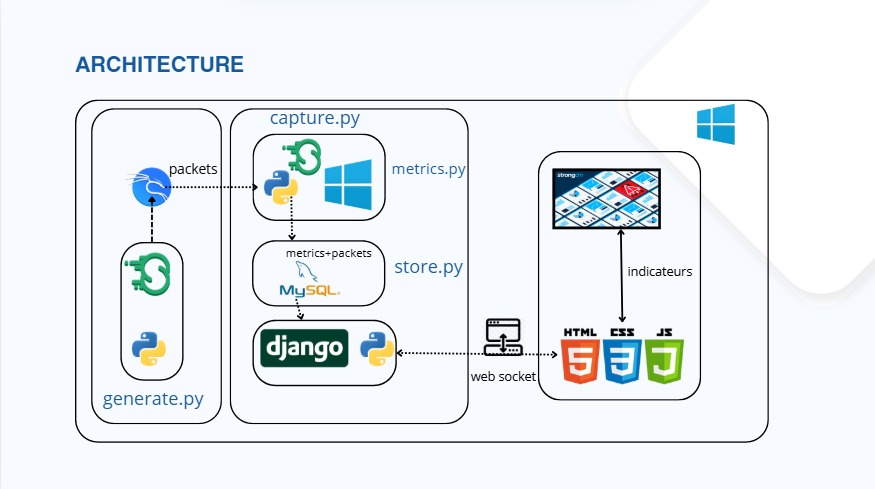 ARCHITECTURE
capture.py
packets
metrics.py
metrics+packets
MySQL
store.py
strongdm
indicateurs
django
HTML CSS JS
5 3 J
web socket
generate.py